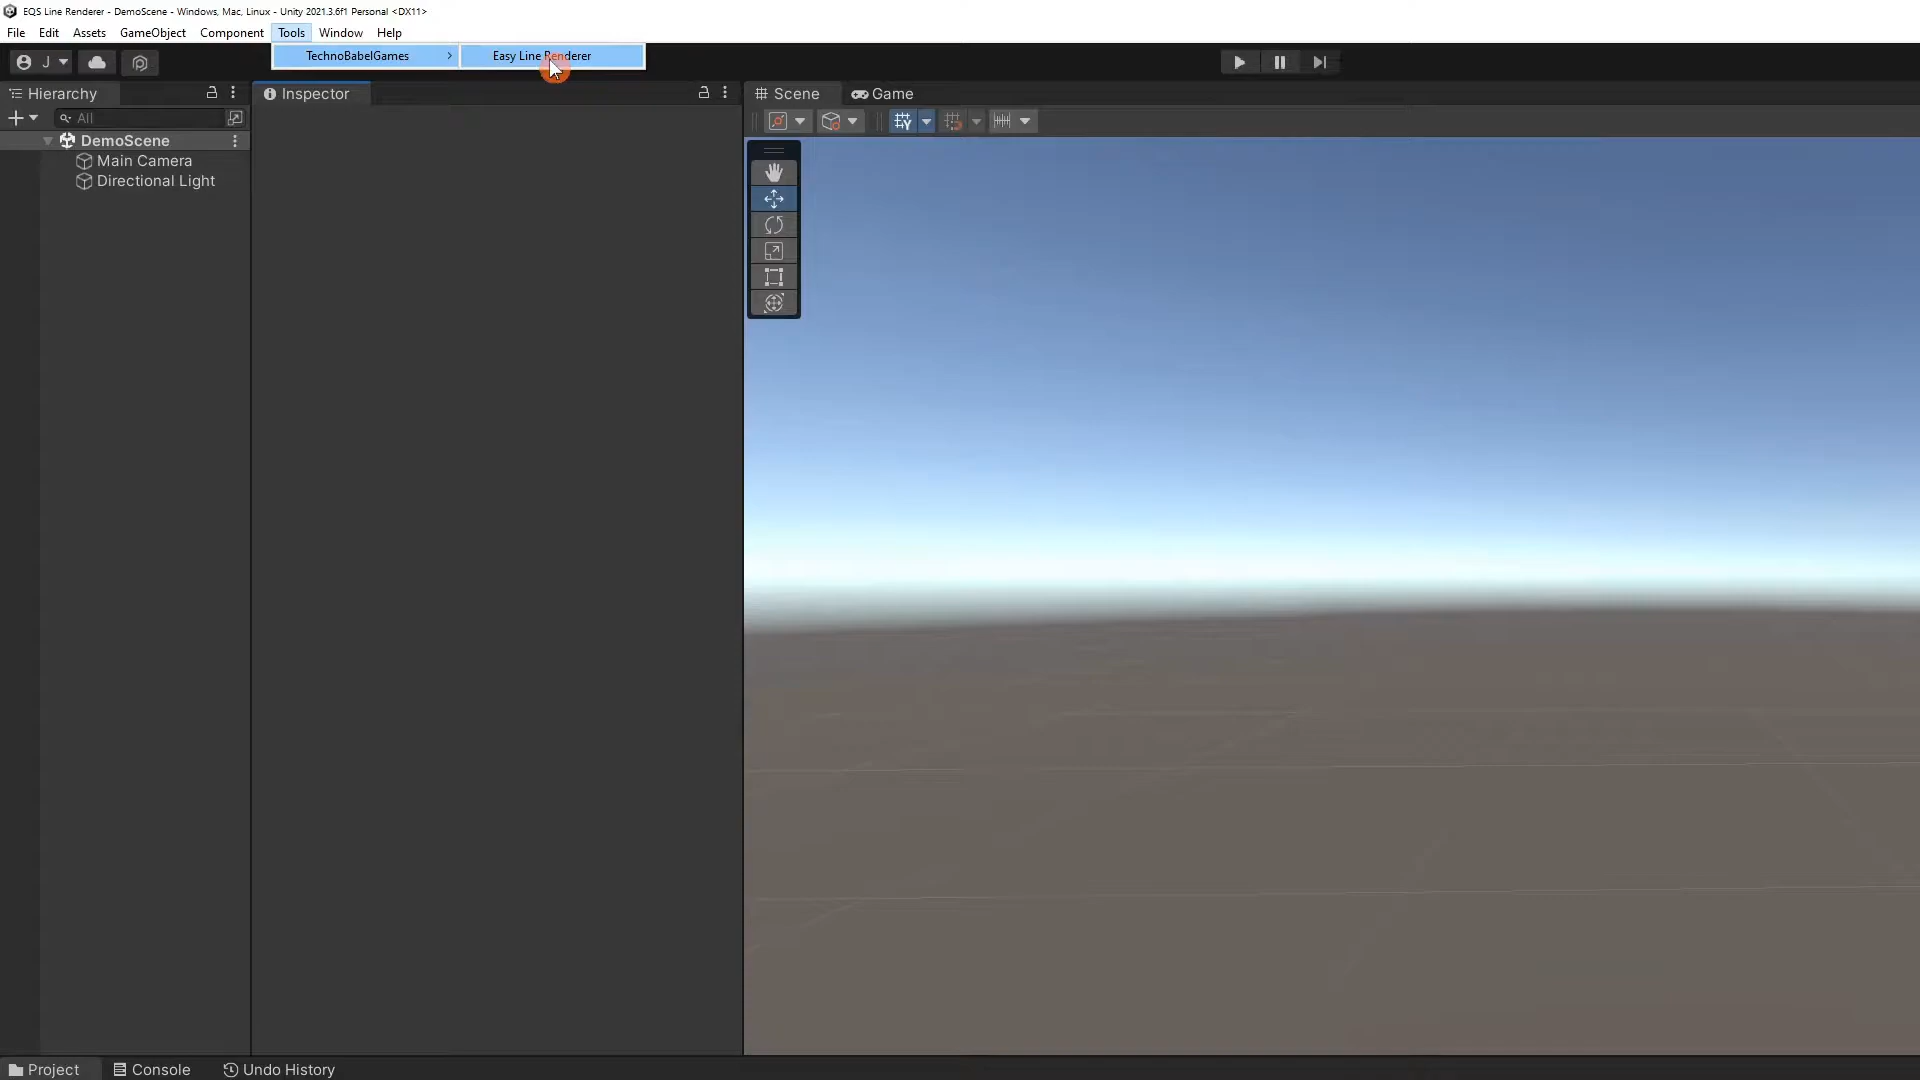 EQS Line Renderer - DemoScene - Windows, Mac, Linux - Unity 2021.3.6f1 Personal <DX11>
File Edit Assets GameObject Component Tools Window Help
TechnoBabelGames Easy Line Renderer
J
Hierarchy Inspector Scene Game
All
DemoScene
Main Camera
Directional Light
Project Console Undo History